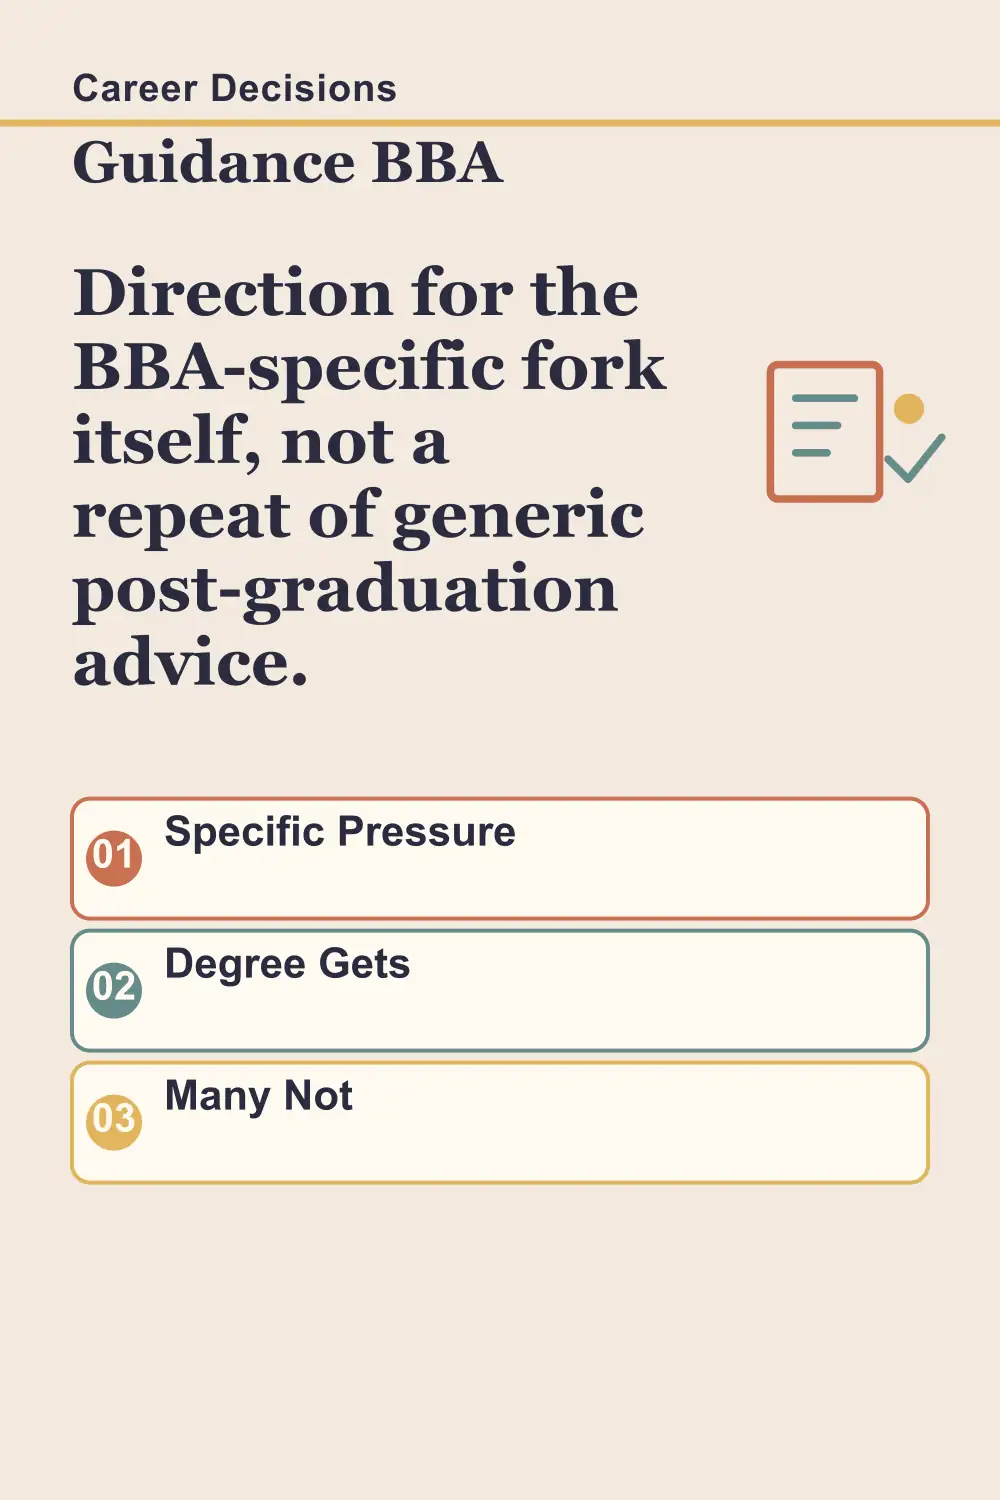 Career Decisions
Guidance BBA
Direction for the
BBA-specific fork
itself, not a
repeat of generic
post-graduation
advice.
01 Specific Pressure
02 Degree Gets
03 Many Not